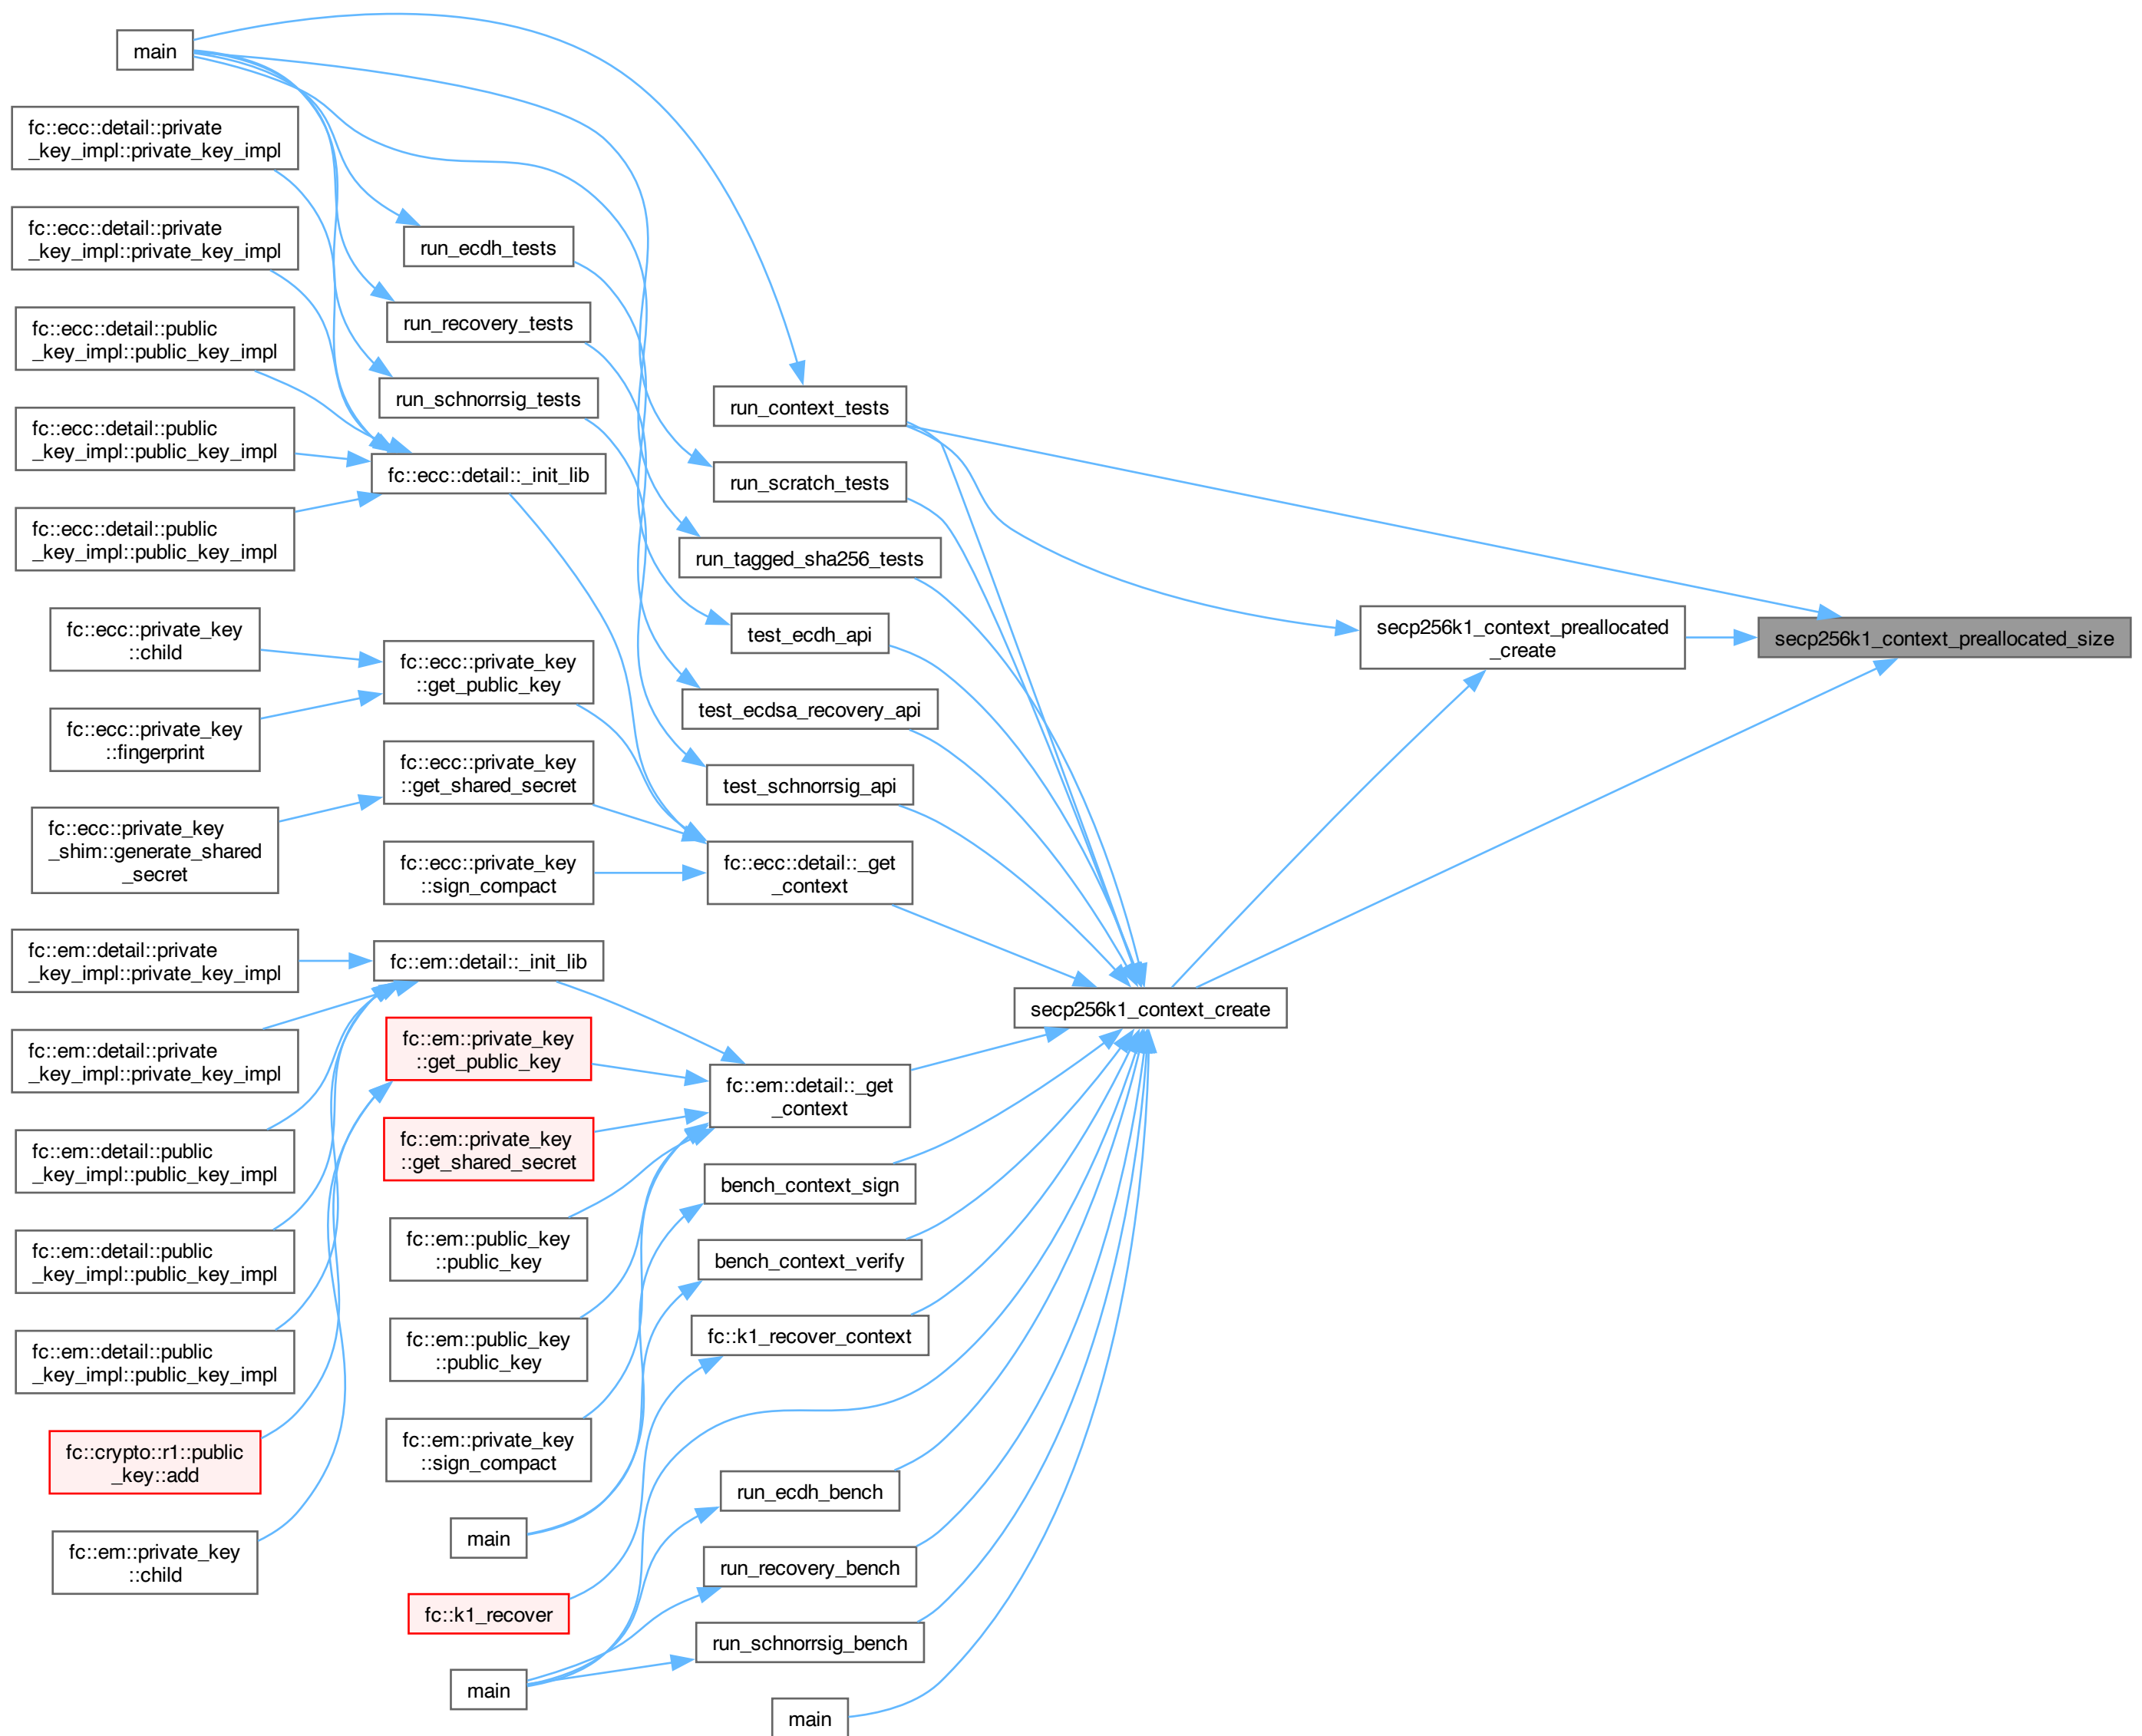 main
fc::ecc::detail::private
_key_impl::private_key_impl
fc::ecc::detail::private
_key_impl::private_key_impl
fc::ecc::detail::public
_key_impl::public_key_impl
fc::ecc::detail::public
_key_impl::public_key_impl
fc::ecc::detail::public
_key_impl::public_key_impl
fc::ecc::private_key
::child
fc::ecc::private_key
::fingerprint
fc::ecc::private_key
_shim::generate_shared
_secret
fc::em::detail::private
_key_impl::private_key_impl
fc::em::detail::private
_key_impl::private_key_impl
fc::em::detail::public
_key_impl::public_key_impl
fc::em::detail::public
_key_impl::public_key_impl
fc::em::detail::public
_key_impl::public_key_impl
fc::crypto::r1::public
_key::add
fc::em::private_key
::child
run_ecdh_tests
run_recovery_tests
run_schnorrsig_tests
fc::ecc::detail::_init_lib
fc::ecc::private_key
::get_public_key
fc::ecc::private_key
::get_shared_secret
fc::ecc::private_key
::sign_compact
fc::em::detail::_init_lib
fc::em::private_key
::get_public_key
fc::em::private_key
::get_shared_secret
fc::em::public_key
::public_key
fc::em::public_key
::public_key
fc::em::private_key
::sign_compact
main
fc::k1_recover
main
run_context_tests
run_scratch_tests
run_tagged_sha256_tests
test_ecdh_api
test_ecdsa_recovery_api
test_schnorrsig_api
fc::ecc::detail::_get
_context
fc::em::detail::_get
_context
bench_context_sign
bench_context_verify
fc::k1_recover_context
run_ecdh_bench
run_recovery_bench
run_schnorrsig_bench
main
secp256k1_context_create
secp256k1_context_preallocated
_create
secp256k1_context_preallocated_size